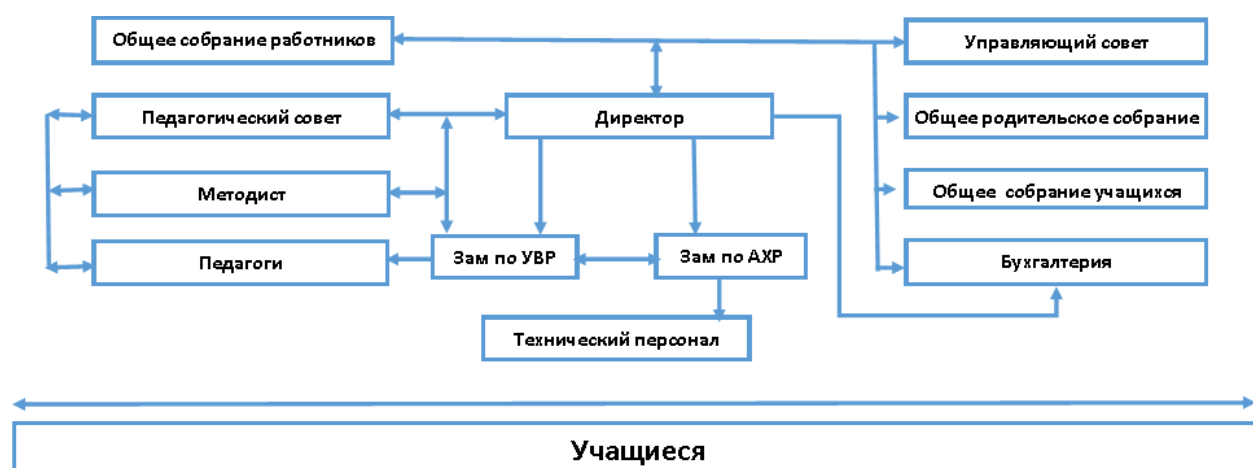 Общее собрание работников
Управляющий совет
Педагогический совет
Директор
Общее родительское собрание
Методист
Общее собрание учащихся
Педагоги
Зам по УВР
Зам по АХР
Бухгалтерия
Технический персонал
Учащиеся